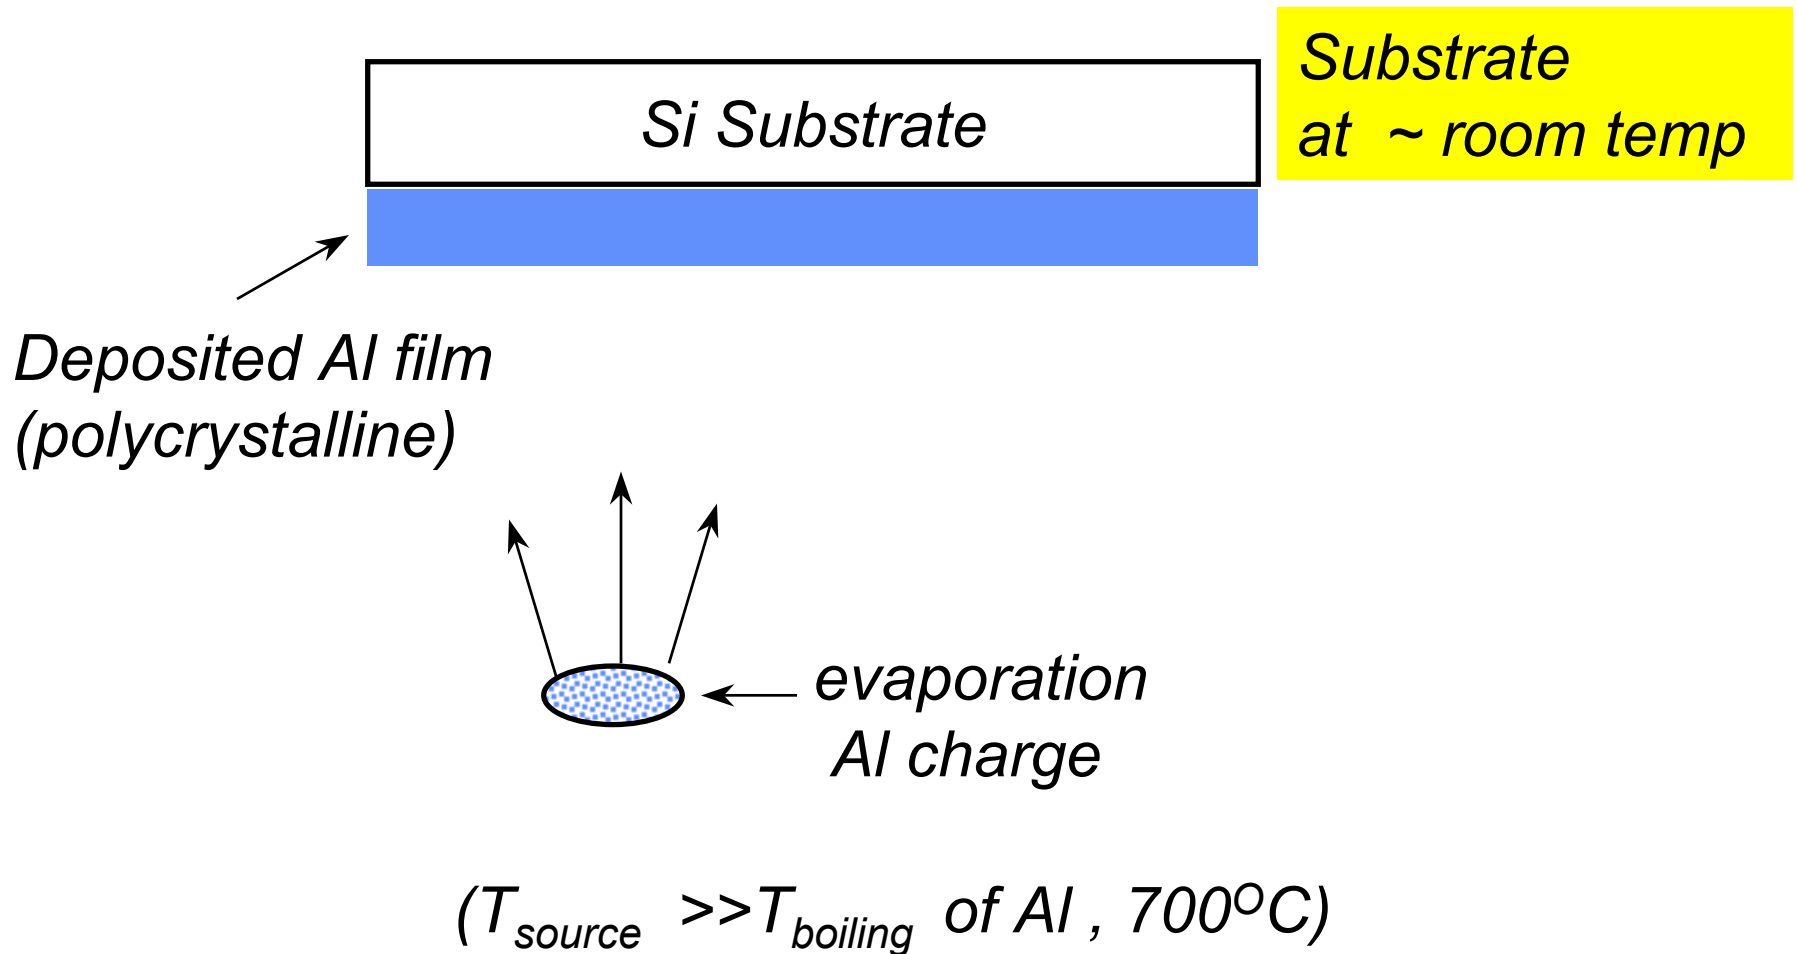 Si Substrate
Substrate
at ~ room temp
Deposited Al film
(polycrystalline)
evaporation
Al charge
(Tsource >>Tboiling of Al , 700OC)